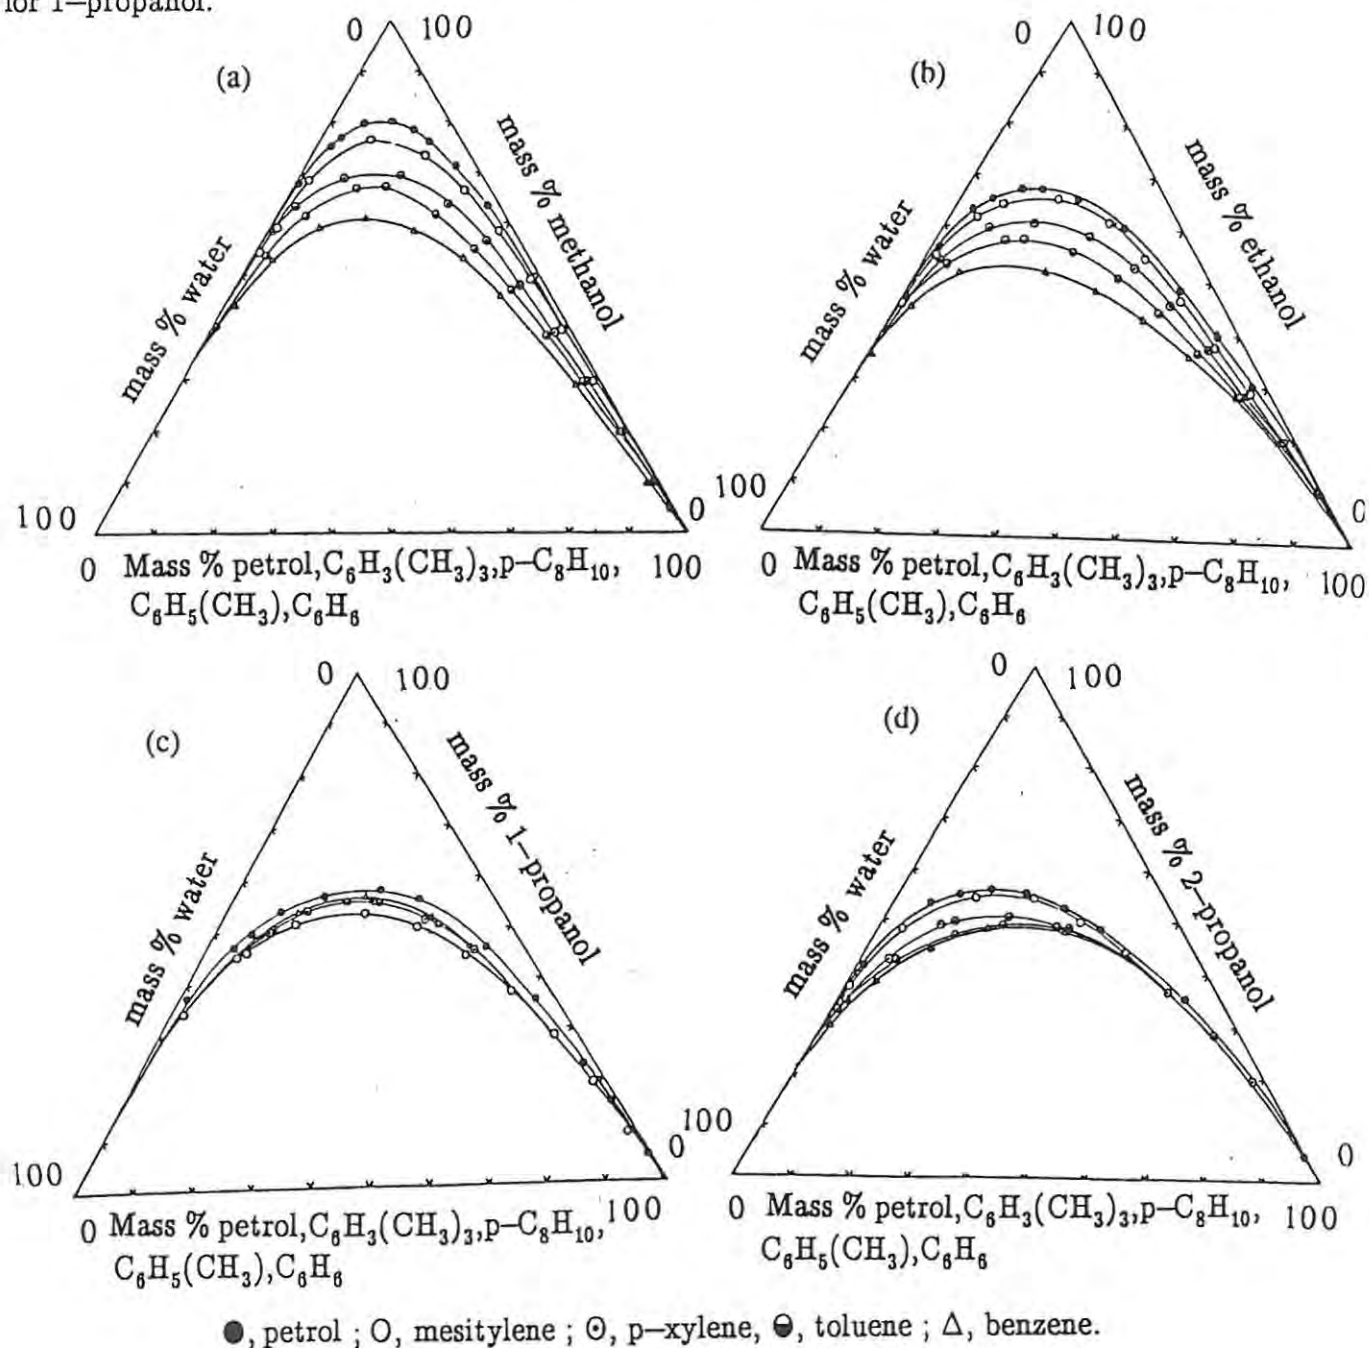 for 1–propanol.
0 100
(a)
mass % water
mass % methanol
100
0
0 Mass % petrol,C₆H₃(CH₃)₃,p–C₈H₁₀, 100
C₆H₅(CH₃),C₆H₆
0 100
(b)
mass % water
mass % ethanol
100
0
0 Mass % petrol,C₆H₃(CH₃)₃,p–C₈H₁₀, 100
C₆H₅(CH₃),C₆H₆
0 100
(c)
mass % water
mass % 1–propanol
100
0
0 Mass % petrol,C₆H₃(CH₃)₃,p–C₈H₁₀, 100
C₆H₅(CH₃),C₆H₆
0 100
(d)
mass % water
mass % 2–propanol
100
0
0 Mass % petrol,C₆H₃(CH₃)₃,p–C₈H₁₀, 100
C₆H₅(CH₃),C₆H₆
●, petrol ; O, mesitylene ; ⊙, p–xylene, ◒, toluene ; Δ, benzene.